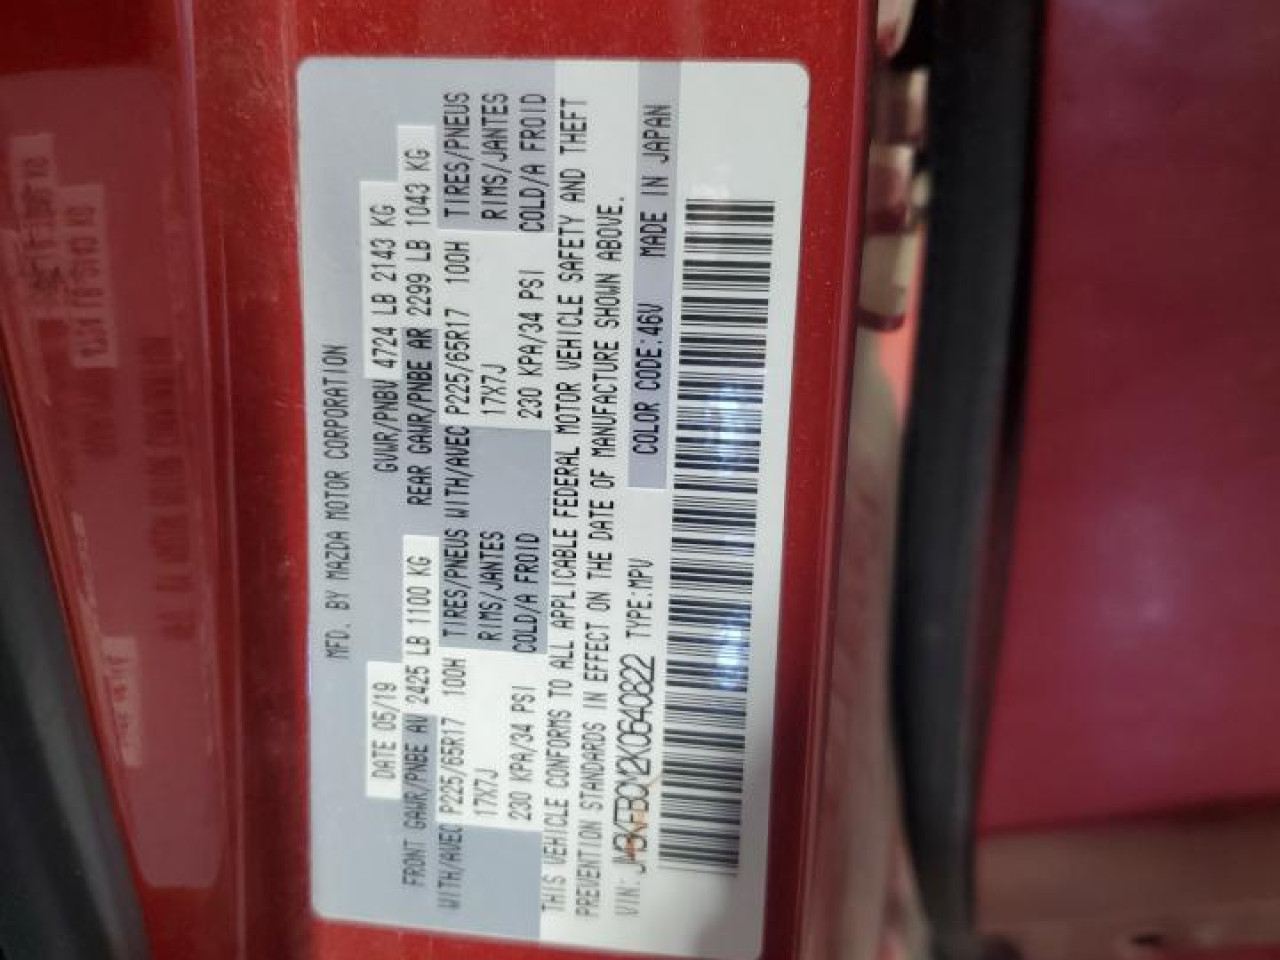 MFD. BY MAZDA MOTOR CORPORATION
DATE 05/19 GVWR/PNBV 4724 LB 2143 KG
FRONT GAWR/PNBE AV 2425 LB 1100 KG REAR GAWR/PNBE AR 2299 LB 1043 KG
WITH/AVEC P225/65R17 100H TIRES/PNEUS WITH/AVEC P225/65R17 100H TIRES/PNEUS
17X7J RIMS/JANTES 17X7J RIMS/JANTES
230 KPA/34 PSI COLD/A FROID 230 KPA/34 PSI COLD/A FROID
THIS VEHICLE CONFORMS TO ALL APPLICABLE FEDERAL MOTOR VEHICLE SAFETY AND THEFT
PREVENTION STANDARDS IN EFFECT ON THE DATE OF MANUFACTURE SHOWN ABOVE.
VIN: JM3KFBCM2K0640822 TYPE:MPV COLOR CODE:46V MADE IN JAPAN